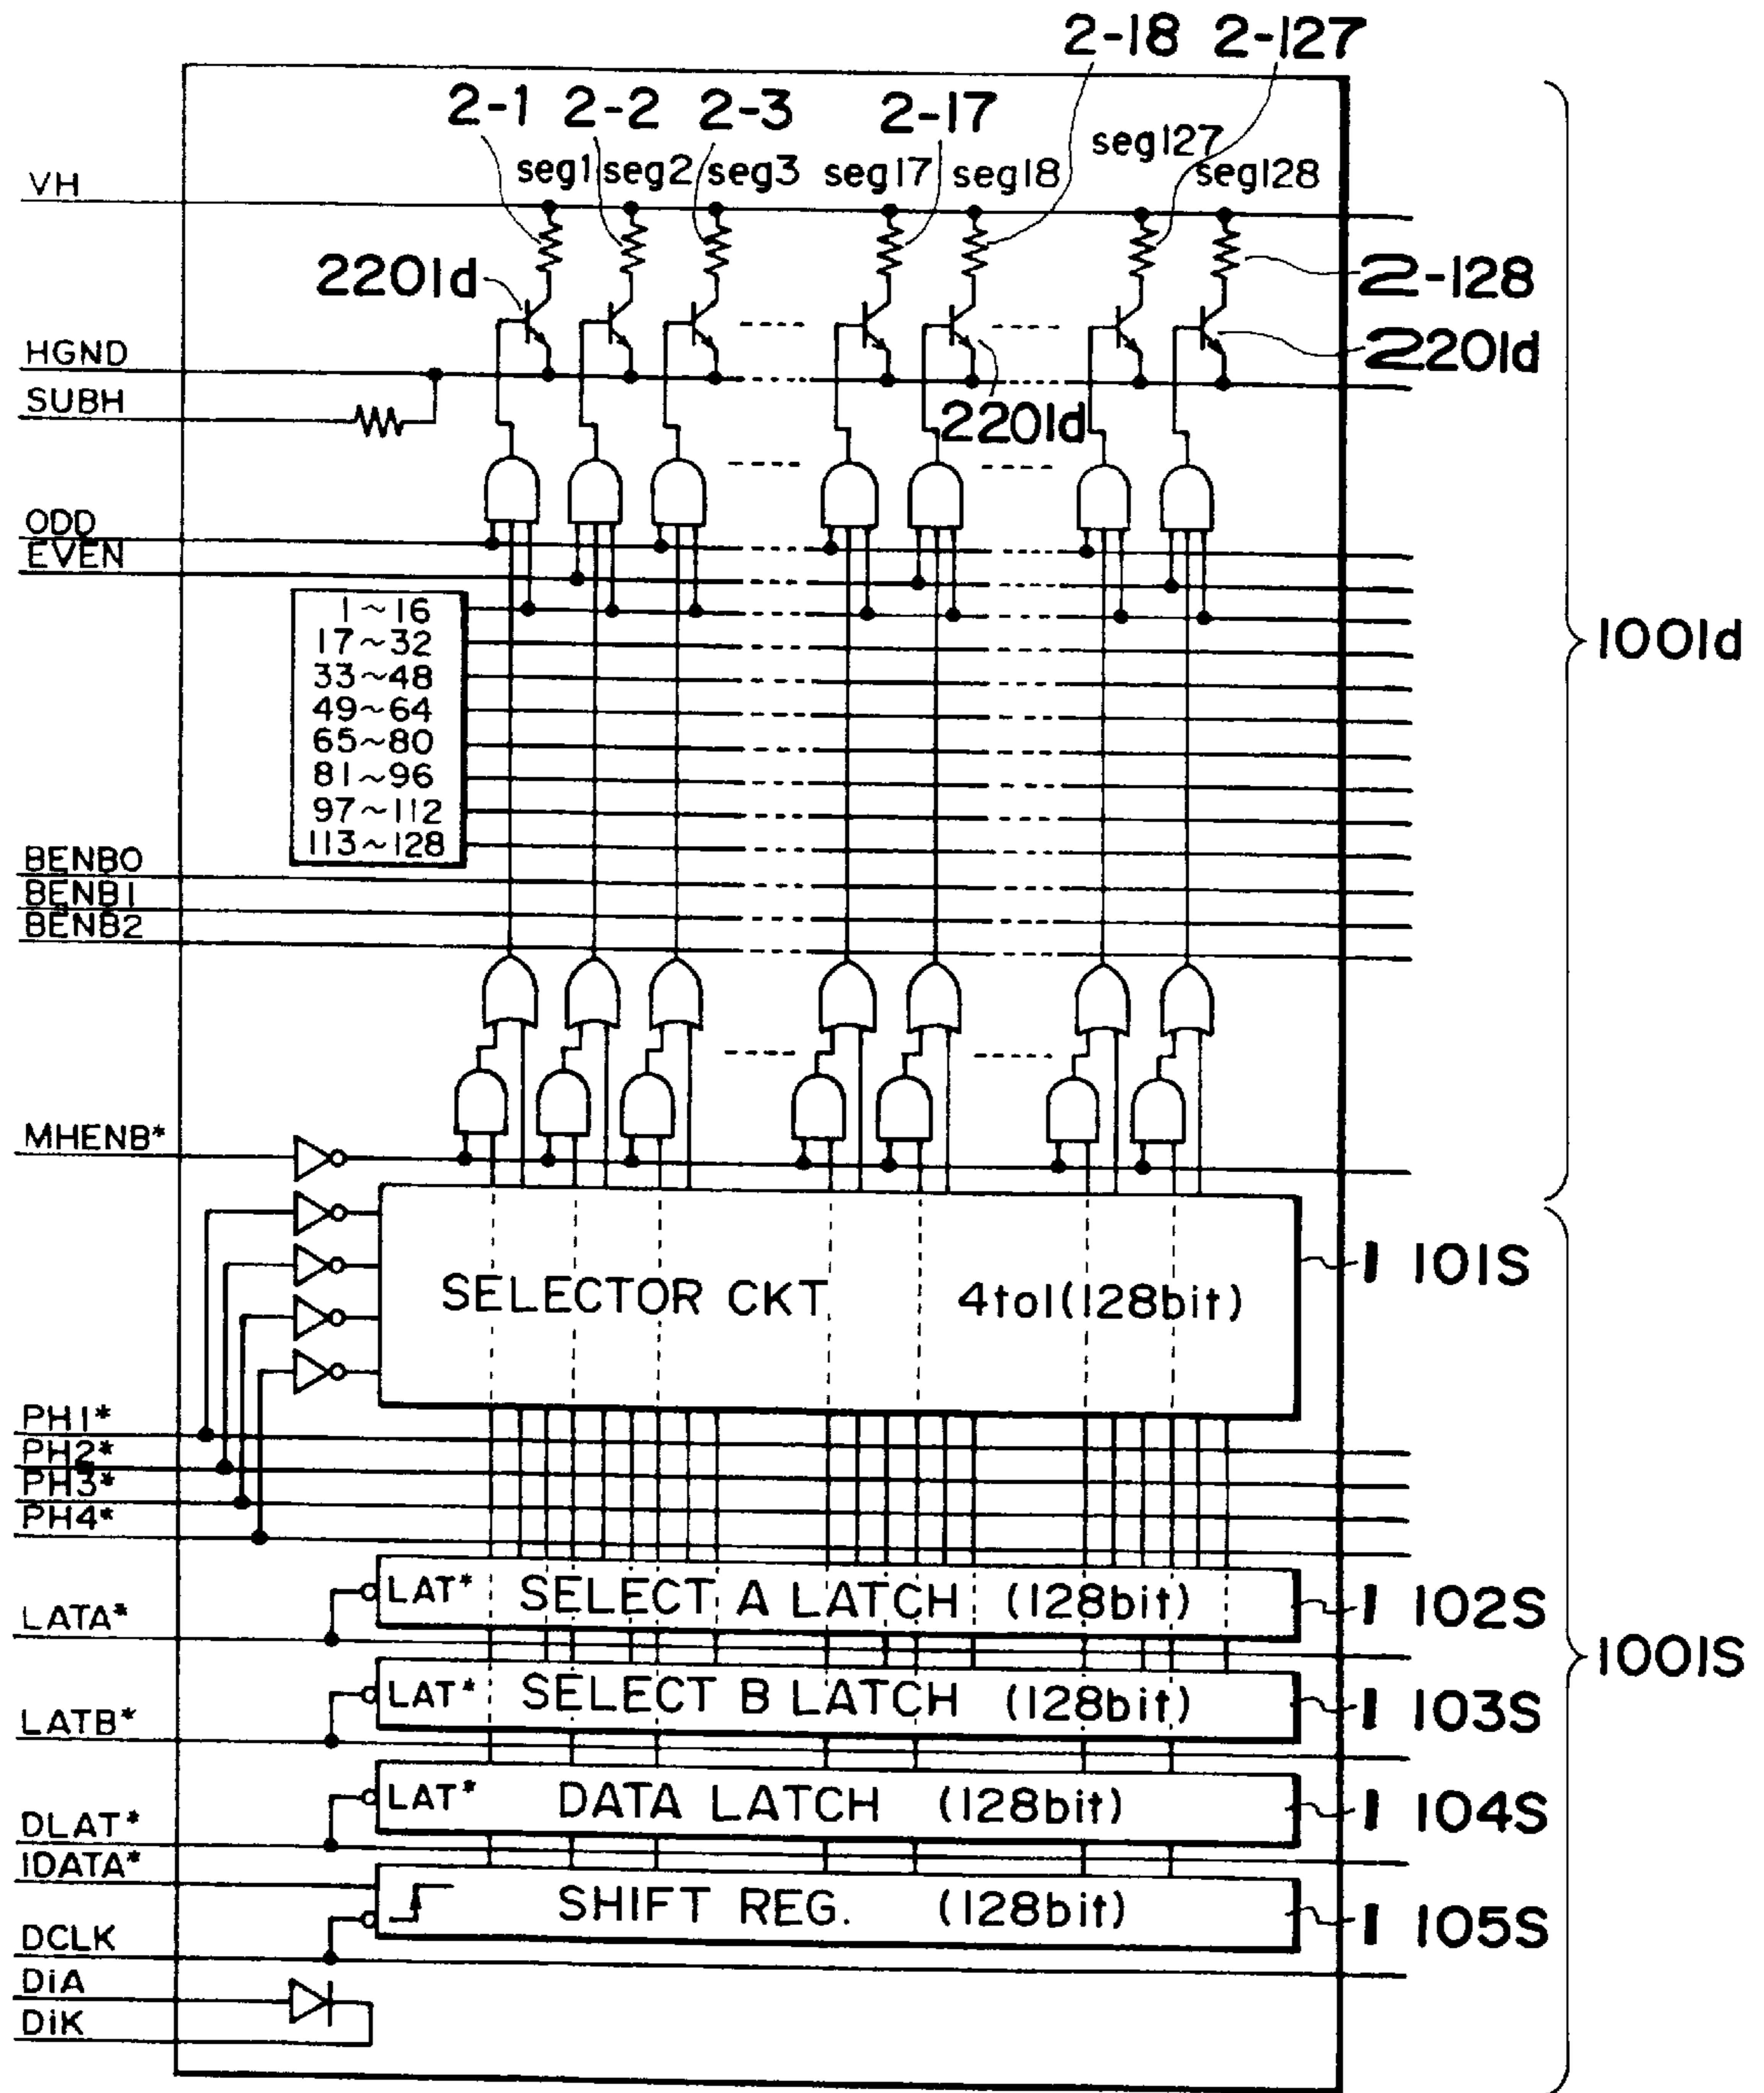 2-18 2-127
2-1 2-2 2-3 2-17
seg1 seg2 seg3 seg17 seg18 seg127 seg128
VH
2201d
2-128
2201d
HGND
SUBH
2201d
ODD
EVEN
1~16
17~32
33~48
49~64
65~80
81~96
97~112
113~128
1001d
BENB0
BENB1
BENB2
MHENB*
SELECTOR CKT 4to1(128bit)
1101S
PH1*
PH2*
PH3*
PH4*
LAT* SELECT A LATCH (128bit)
1102S
LATA*
1001S
LAT* SELECT B LATCH (128bit)
1103S
LATB*
LAT* DATA LATCH (128bit)
1104S
DLAT*
IDATA*
SHIFT REG. (128bit)
1105S
DCLK
DiA
DiK